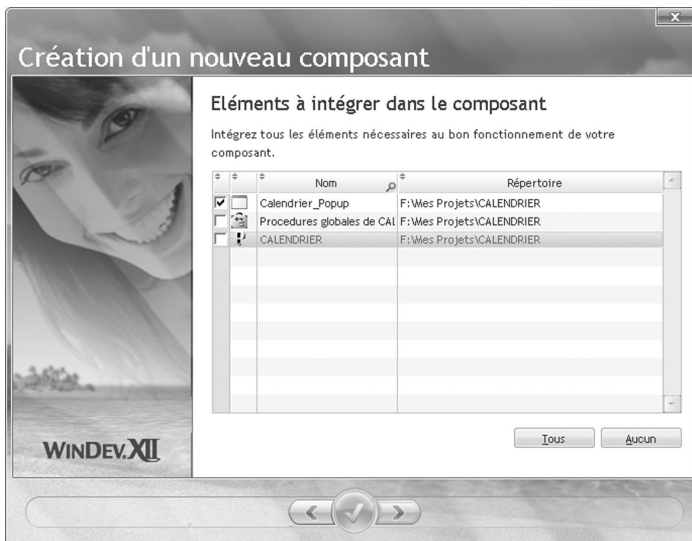 x
Création d'un nouveau composant
Eléments à intégrer dans le composant
Intégrez tous les éléments nécessaires au bon fonctionnement de votre
composant.
Nom Répertoire
Calendrier_Popup F:\Mes Projets\CALENDRIER
Procedures globales de CAL F:\Mes Projets\CALENDRIER
CALENDRIER F:\Mes Projets\CALENDRIER
Tous Aucun
WINDEV.XII